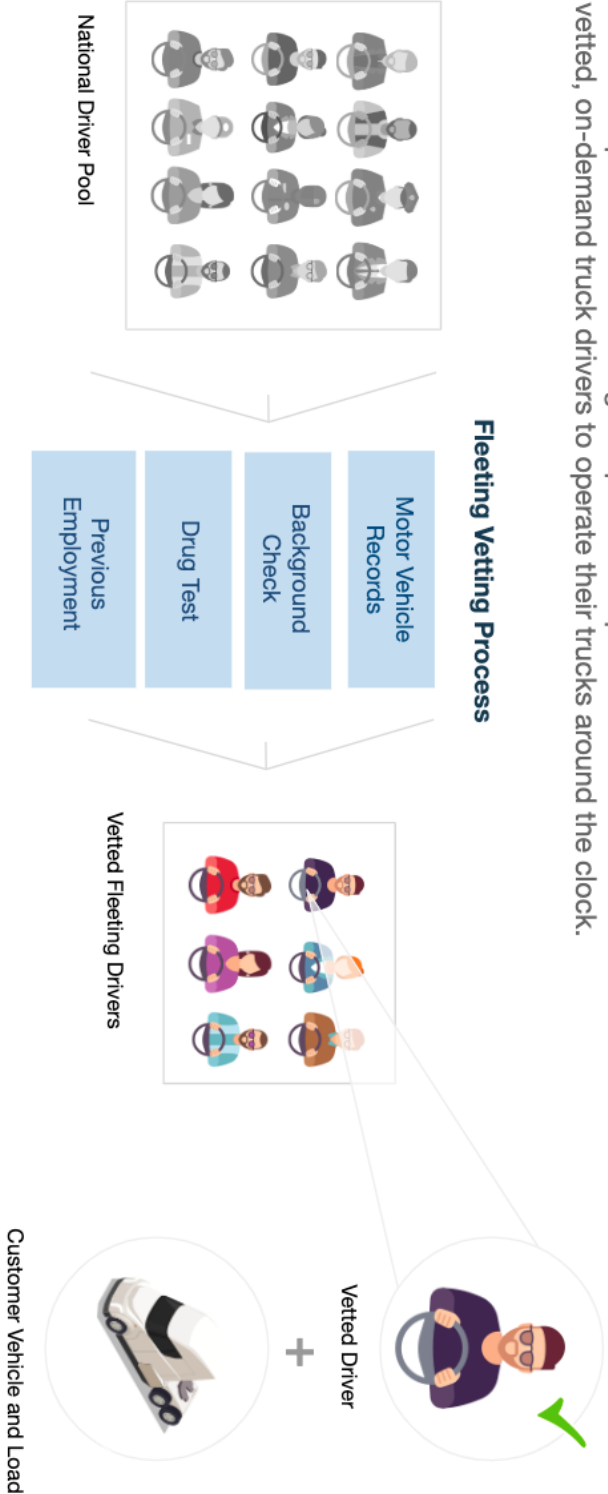 vetted, on-demand truck drivers to operate their trucks around the clock.
Fleeting Vetting Process
Motor Vehicle
Records
Background
Check
Drug Test
Previous
Employment
National Driver Pool
Vetted Fleeting Drivers
Vetted Driver
+
Customer Vehicle and Load